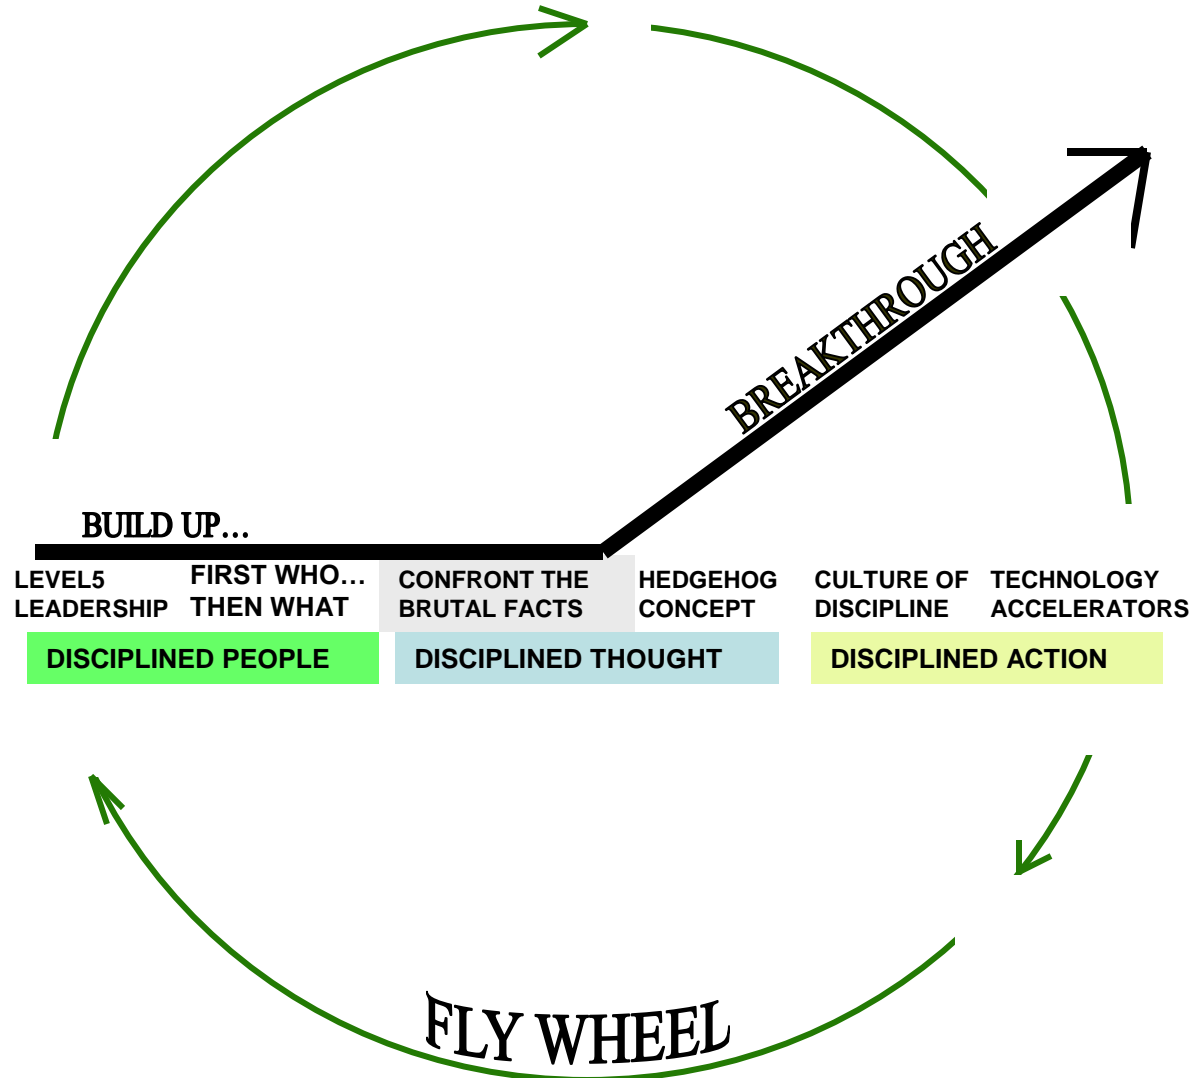 BREAKTHROUGH
BUILD UP...
LEVEL5
LEADERSHIP
FIRST WHO...
THEN WHAT
CONFRONT THE
BRUTAL FACTS
HEDGEHOG
CONCEPT
CULTURE OF
DISCIPLINE
TECHNOLOGY
ACCELERATORS
DISCIPLINED PEOPLE
DISCIPLINED THOUGHT
DISCIPLINED ACTION
FLY WHEEL